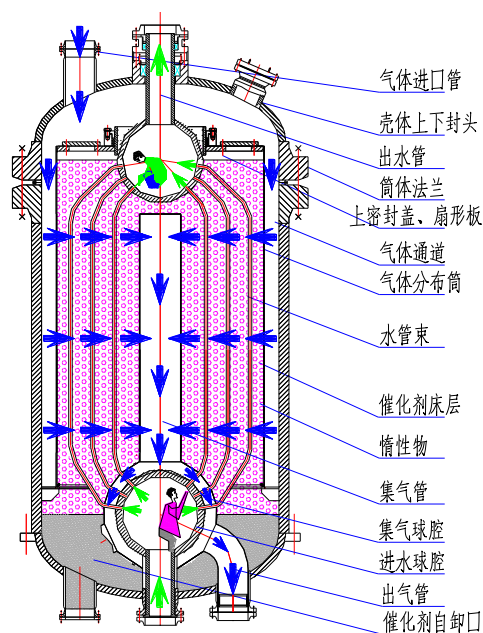 气体进口管
壳体上下封头
出水管
筒体法兰
上密封盖、扇形板
气体通道
气体分布筒
水管束
催化剂床层
惰性物
集气管
集气球腔
进水球腔
出气管
催化剂自卸口